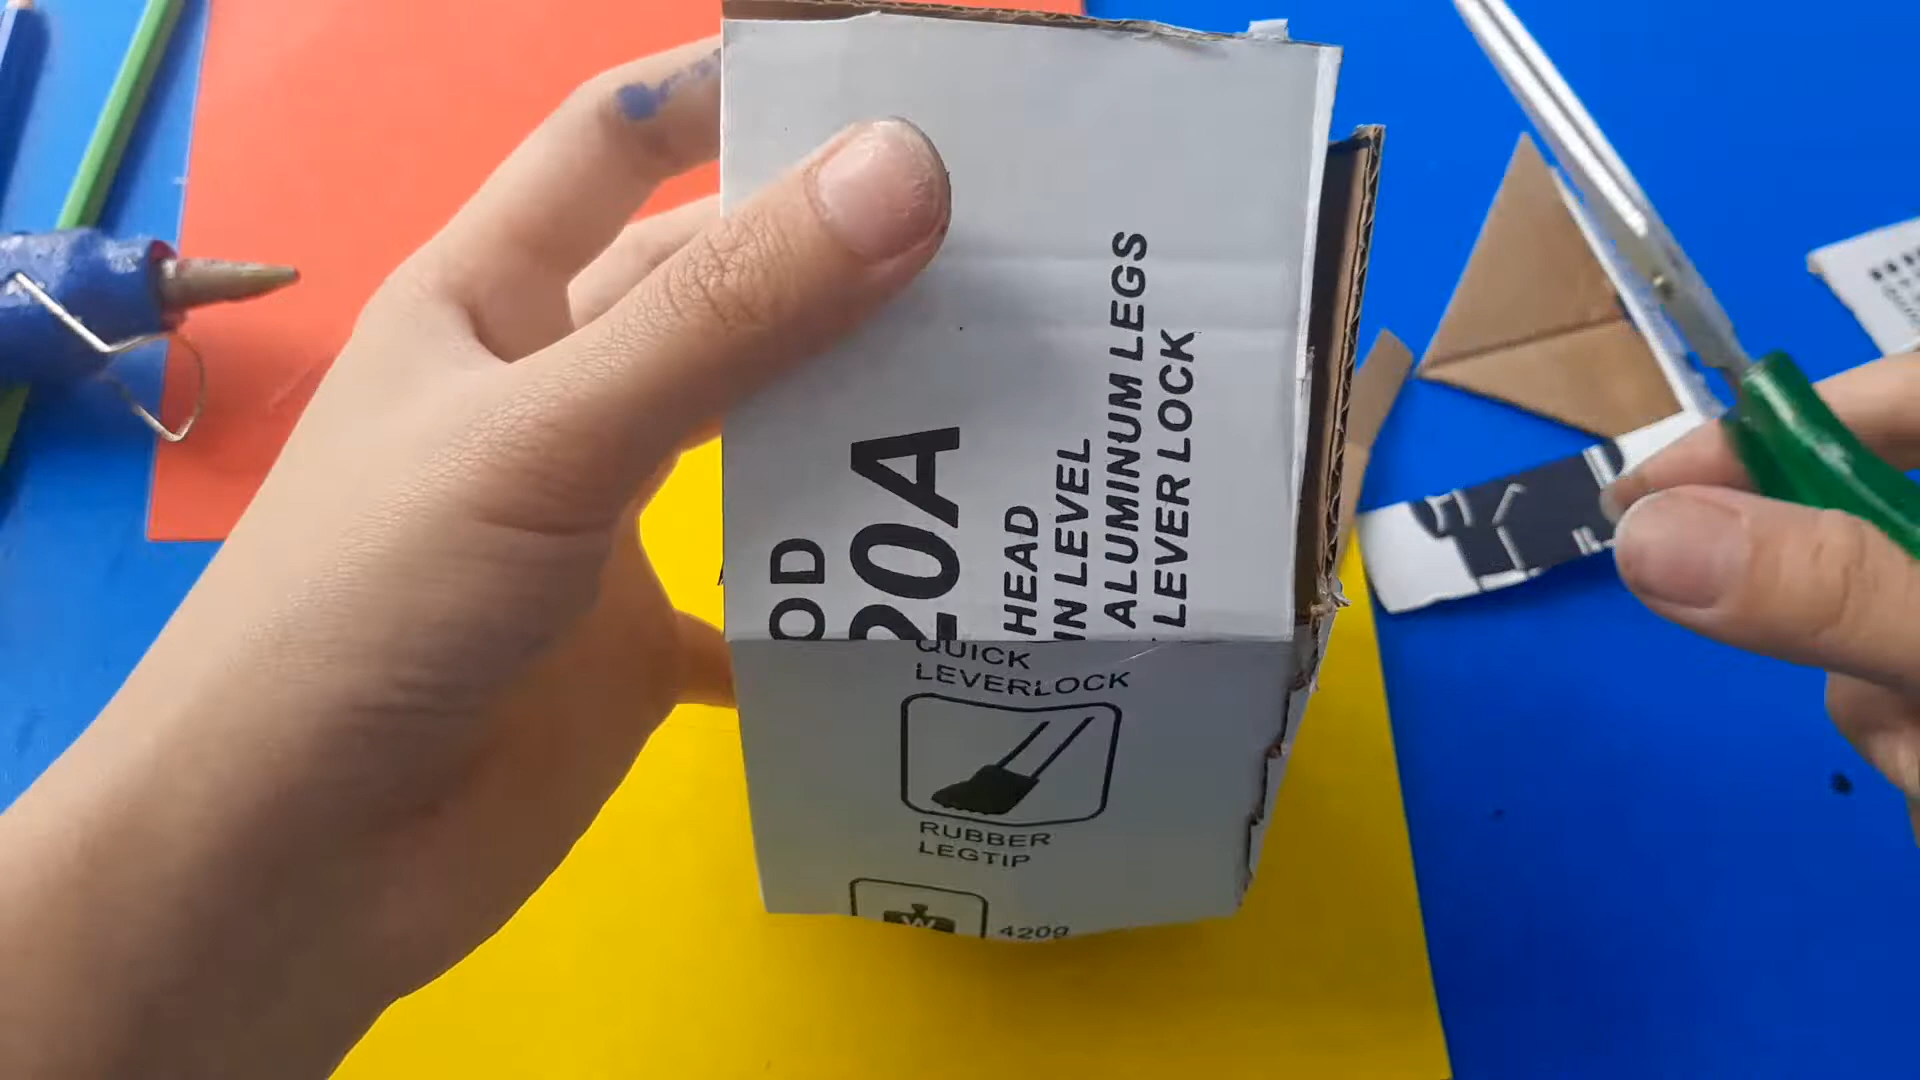 OD
20A
HEAD
IN LEVEL
ALUMINUM LEGS
LEVER LOCK
QUICK
LEVERLOCK
RUBBER
LEGTIP
W
420g